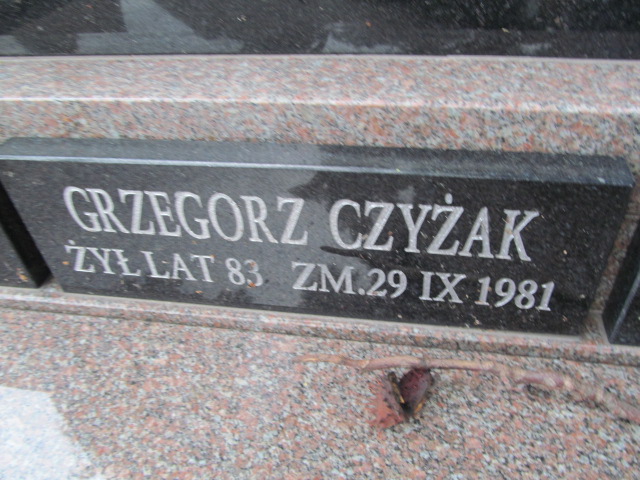 GRZEGORZ CZYŻAK
ŻYŁ LAT 83 ZM.29 IX 1981